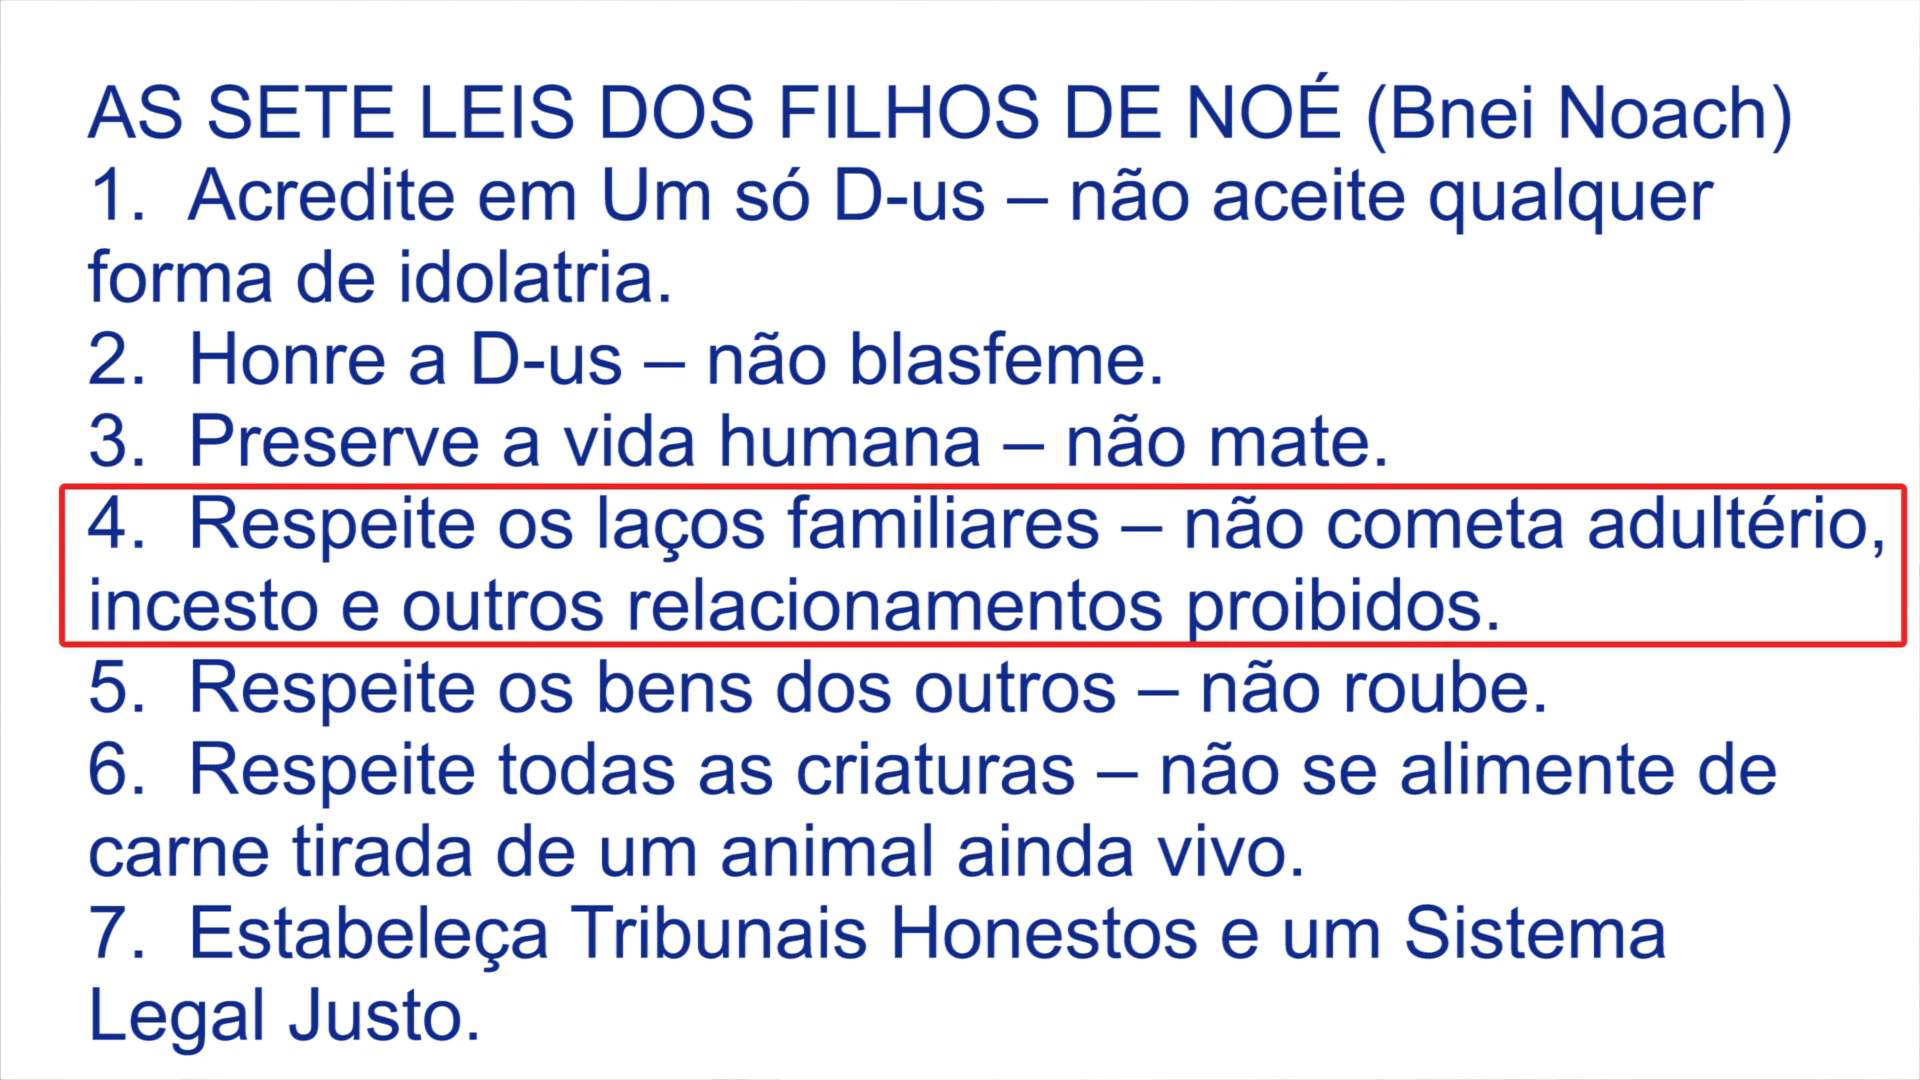 AS SETE LEIS DOS FILHOS DE NOÉ (Bnei Noach)
1. Acredite em Um só D-us – não aceite qualquer
forma de idolatria.
2. Honre a D-us – não blasfeme.
3. Preserve a vida humana – não mate.
4. Respeite os laços familiares – não cometa adultério,
incesto e outros relacionamentos proibidos.
5. Respeite os bens dos outros – não roube.
6. Respeite todas as criaturas – não se alimente de
carne tirada de um animal ainda vivo.
7. Estabeleça Tribunais Honestos e um Sistema
Legal Justo.